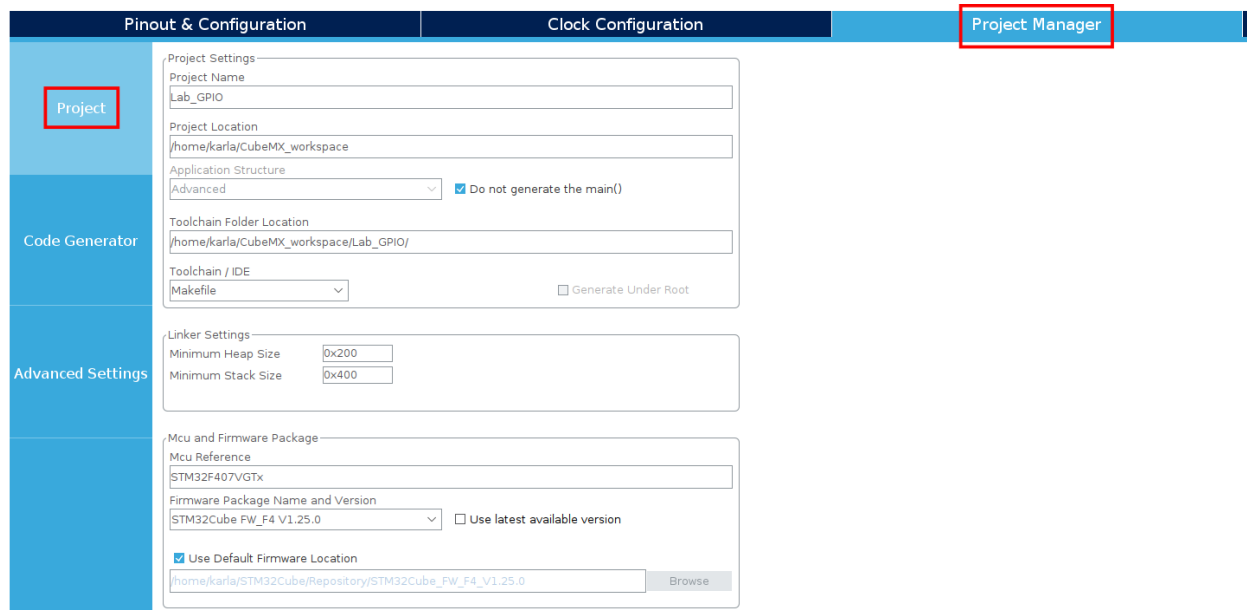 Pinout & Configuration
Clock Configuration
Project Manager
Project
Code Generator
Advanced Settings
Project Settings
Project Name
Lab_GPIO
Project Location
/home/karla/CubeMX_workspace
Application Structure
Advanced
Do not generate the main()
Toolchain Folder Location
/home/karla/CubeMX_workspace/Lab_GPIO/
Toolchain / IDE
Makefile
Generate Under Root
Linker Settings
Minimum Heap Size
0x200
Minimum Stack Size
0x400
Mcu and Firmware Package
Mcu Reference
STM32F407VGTx
Firmware Package Name and Version
STM32Cube FW_F4 V1.25.0
Use latest available version
Use Default Firmware Location
/home/karla/STM32Cube/Repository/STM32Cube_FW_F4_V1.25.0
Browse